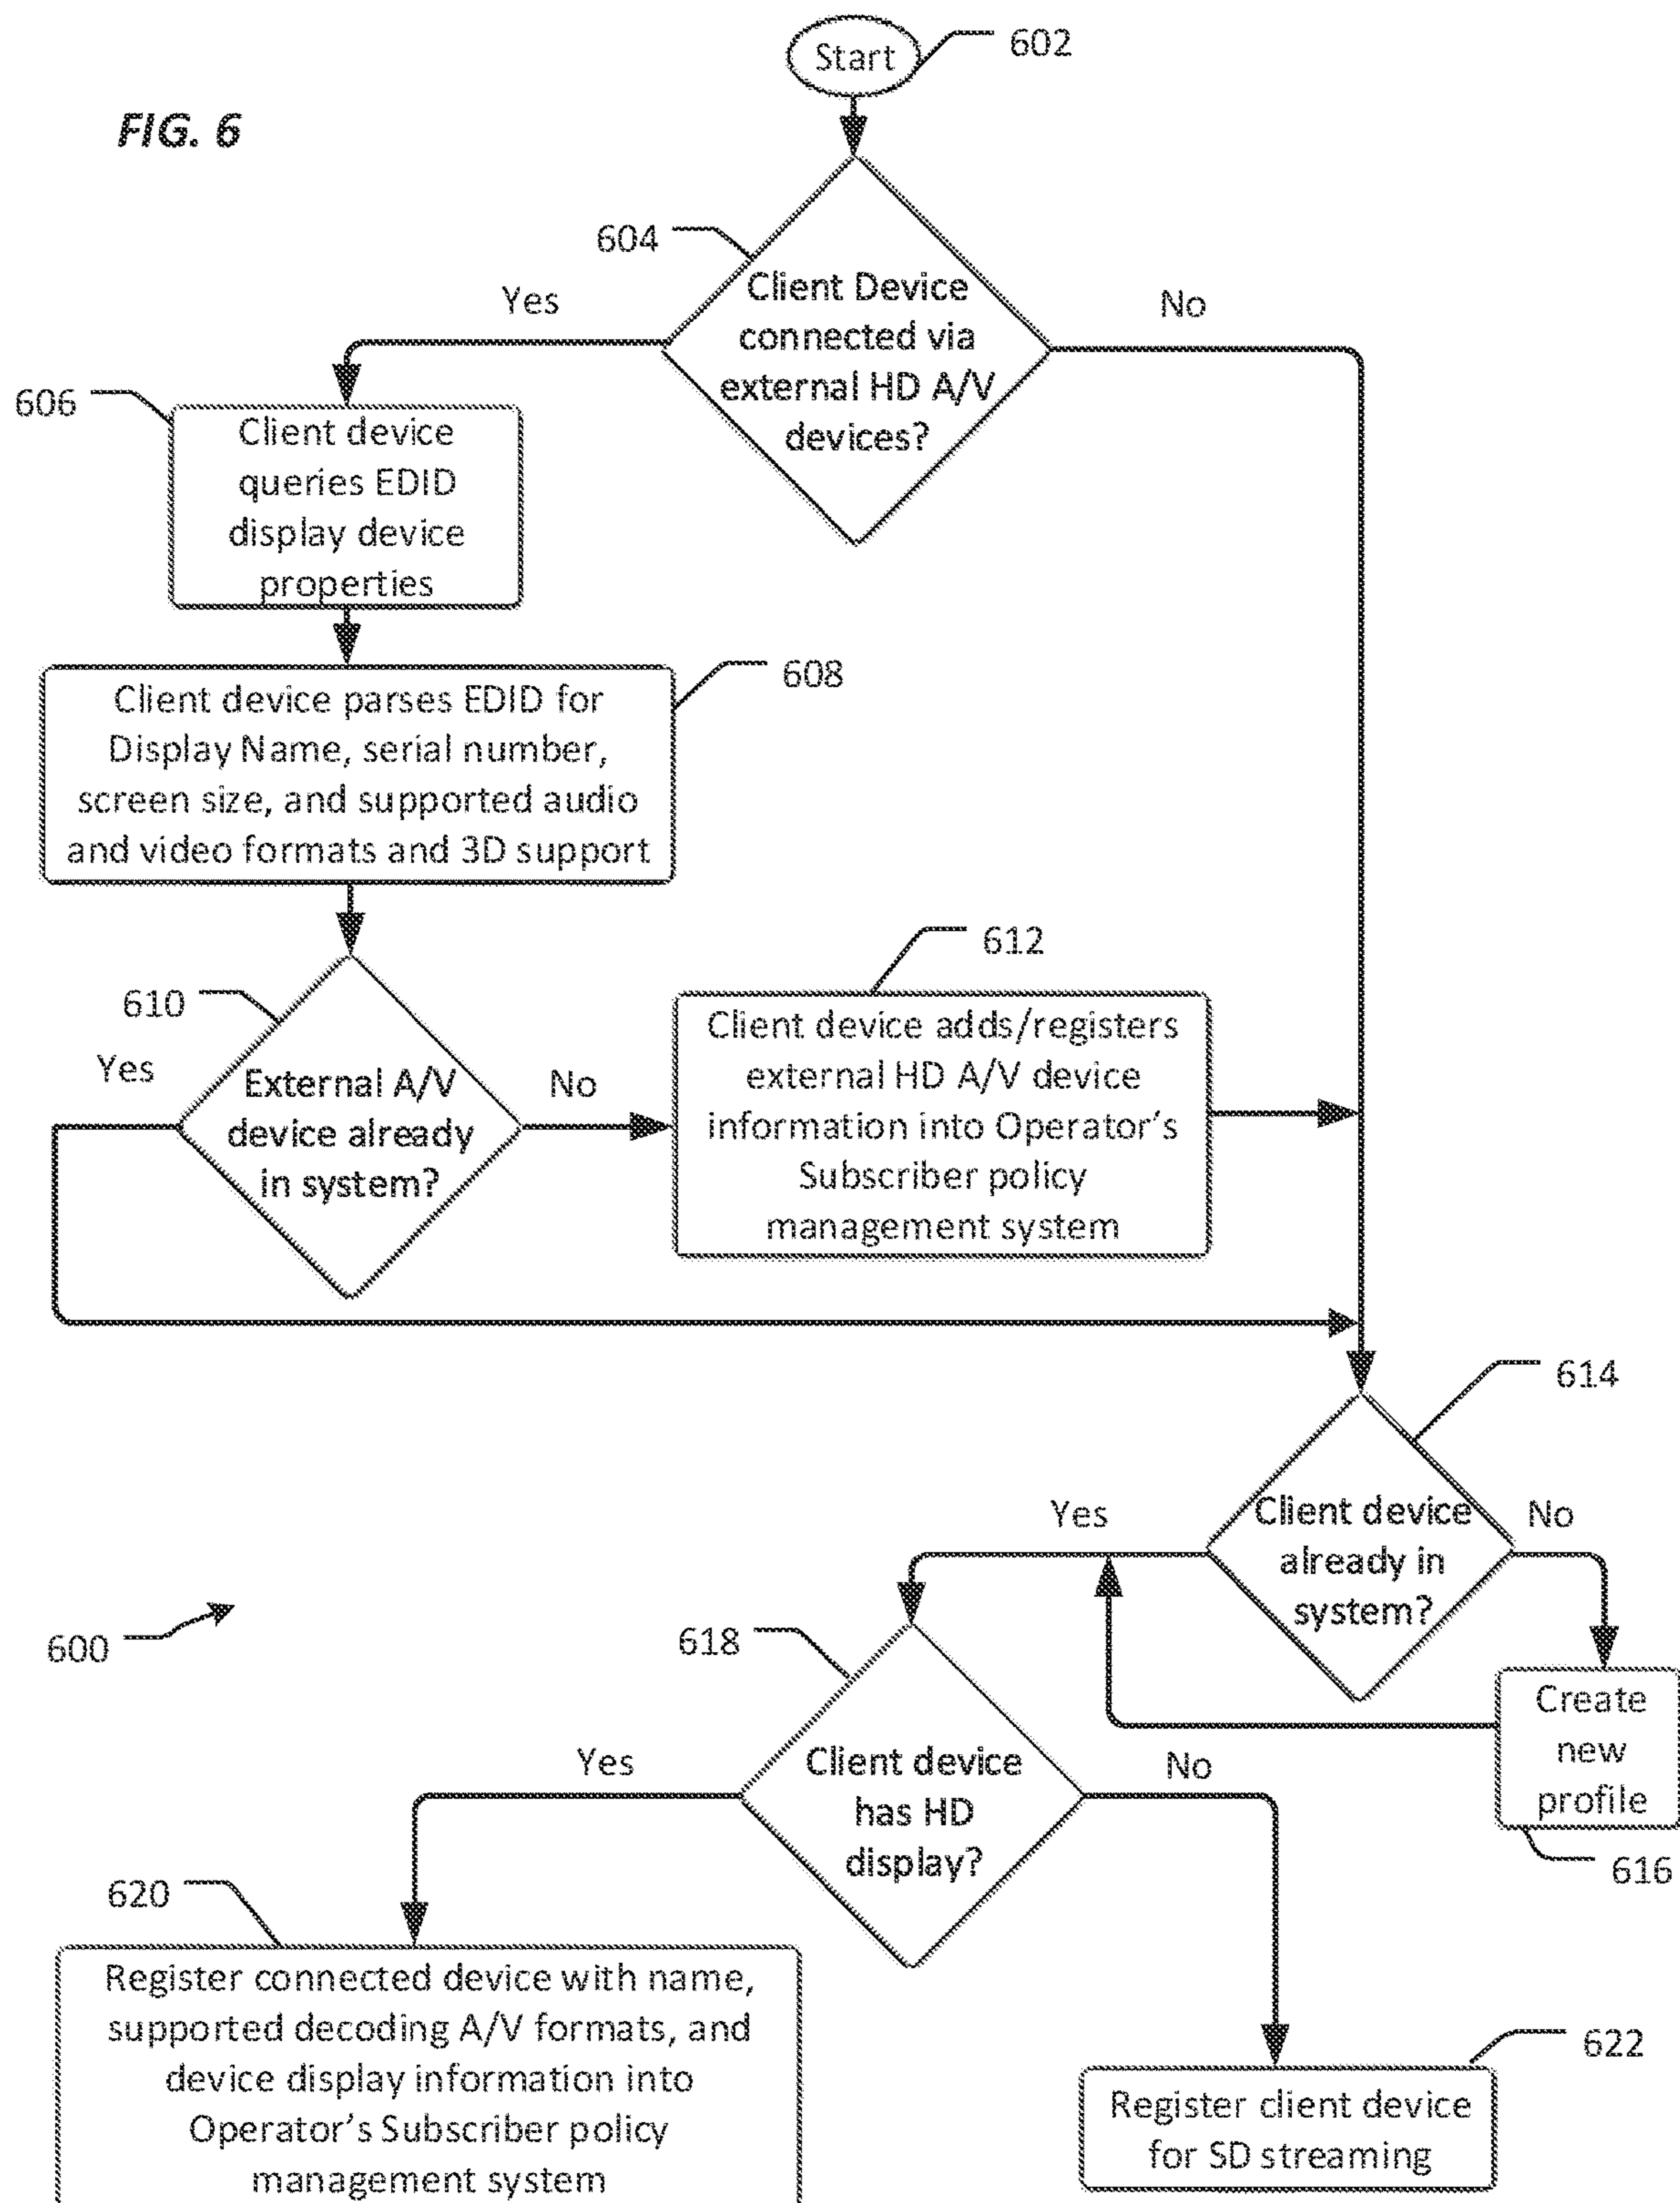 Start
602
FIG. 6
604
Client Device
connected via
external HD A/V
devices?
Yes
No
606
Client device
queries EDID
display device
properties
608
Client device parses EDID for
Display Name, serial number,
screen size, and supported audio
and video formats and 3D support
610
External A/V
device already
in system?
Yes
No
612
Client device adds/registers
external HD A/V device
information into Operator's
Subscriber policy
management system
614
Client device
already in
system?
Yes
No
600
616
Create
new
profile
618
Client device
has HD
display?
Yes
No
620
Register connected device with name,
supported decoding A/V formats, and
device display information into
Operator's Subscriber policy
management system
622
Register client device
for SD streaming